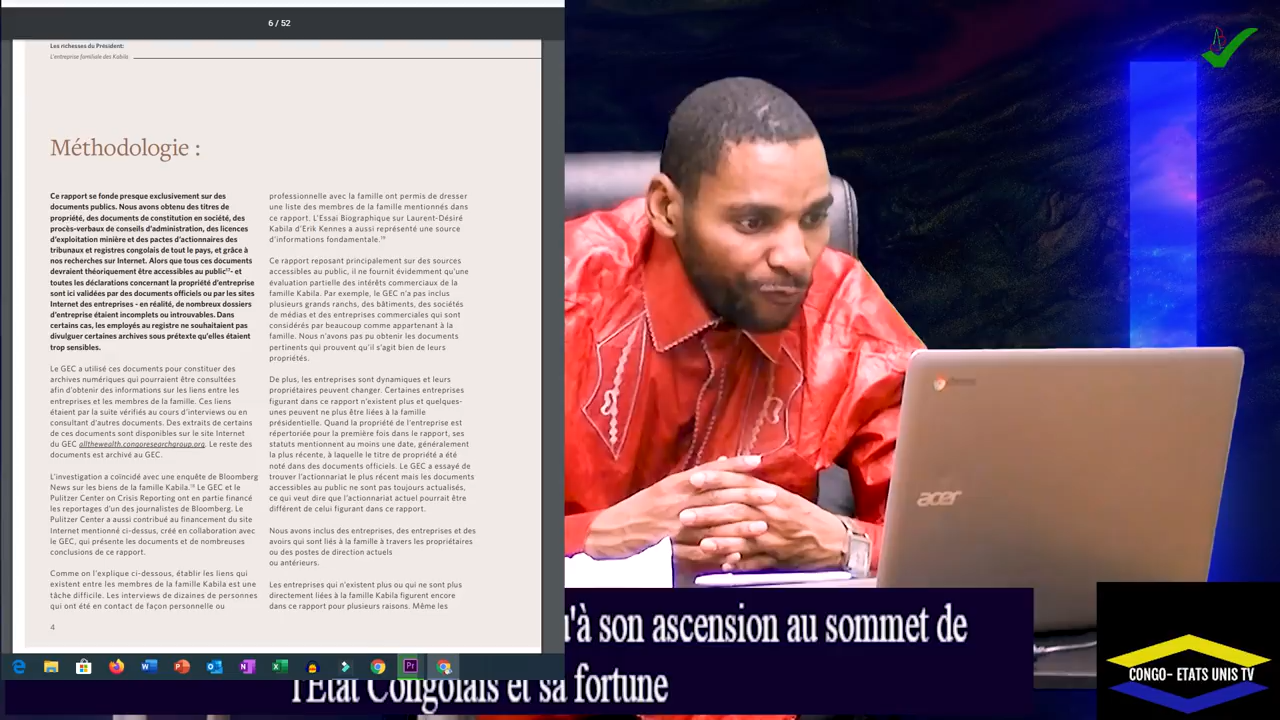 6 / 52
Les richesses du Président:
L'entreprise familiale des Kabila
Méthodologie :
Ce rapport se fonde presque exclusivement sur des
documents publics. Nous avons obtenu des titres de
propriété, des documents de constitution en société, des
procès-verbaux de conseils d'administration, des licences
d'exploitation minière et des pactes d'actionnaires des
tribunaux et registres congolais de tout le pays, et grâce à
nos recherches sur Internet. Alors que tous ces documents
devraient théoriquement être accessibles au public¹⁷- et
toutes les déclarations concernant la propriété d'entreprise
sont ici validées par des documents officiels ou par les sites
Internet des entreprises - en réalité, de nombreux dossiers
d'entreprise étaient incomplets ou introuvables. Dans
certains cas, les employés au registre ne souhaitaient pas
divulguer certaines archives sous prétexte qu'elles étaient
trop sensibles.
Le GEC a utilisé ces documents pour constituer des
archives numériques qui pourraient être consultées
afin d'obtenir des informations sur les liens entre les
entreprises et les membres de la famille. Ces liens
étaient par la suite vérifiés au cours d'interviews ou en
consultant d'autres documents. Des extraits de certains
de ces documents sont disponibles sur le site Internet
du GEC allthewealth.congoresearchgroup.org. Le reste des
documents est archivé au GEC.
L'investigation a coïncidé avec une enquête de Bloomberg
News sur les biens de la famille Kabila.¹⁸ Le GEC et le
Pulitzer Center on Crisis Reporting ont en partie financé
les reportages d'un des journalistes de Bloomberg. Le
Pulitzer Center a aussi contribué au financement du site
Internet mentionné ci-dessus, créé en collaboration avec
le GEC, qui présente les documents et de nombreuses
conclusions de ce rapport.
Comme on l'explique ci-dessous, établir les liens qui
existent entre les membres de la famille Kabila est une
tâche difficile. Les interviews de dizaines de personnes
qui ont été en contact de façon personnelle ou
professionnelle avec la famille ont permis de dresser
une liste des membres de la famille mentionnés dans
ce rapport. L'Essai Biographique sur Laurent-Désiré
Kabila d'Erik Kennes a aussi représenté une source
d'informations fondamentale.¹⁹
Ce rapport reposant principalement sur des sources
accessibles au public, il ne fournit évidemment qu'une
évaluation partielle des intérêts commerciaux de la
famille Kabila. Par exemple, le GEC n'a pas inclus
plusieurs grands ranchs, des bâtiments, des sociétés
de médias et des entreprises commerciales qui sont
considérés par beaucoup comme appartenant à la
famille. Nous n'avons pas pu obtenir les documents
pertinents qui prouvent qu'il s'agit bien de leurs
propriétés.
De plus, les entreprises sont dynamiques et leurs
propriétaires peuvent changer. Certaines entreprises
figurant dans ce rapport n'existent plus et quelques-
unes peuvent ne plus être liées à la famille
présidentielle. Quand la propriété de l'entreprise est
répertoriée pour la première fois dans le rapport, ses
statuts mentionnent au moins une date, généralement
la plus récente, à laquelle le titre de propriété a été
noté dans des documents officiels. Le GEC a essayé de
trouver l'actionnariat le plus récent mais les documents
accessibles au public ne sont pas toujours actualisés,
ce qui veut dire que l'actionnariat actuel pourrait être
différent de celui figurant dans ce rapport.
Nous avons inclus des entreprises, des entreprises et des
avoirs qui sont liés à la famille à travers les propriétaires
ou des postes de direction actuels
ou antérieurs.
Les entreprises qui n'existent plus ou qui ne sont plus
directement liées à la famille Kabila figurent encore
dans ce rapport pour plusieurs raisons. Même les
4
chrome
acer
u'à son ascension au sommet de
l'Etat Congolais et sa fortune
CONGO- ETATS UNIS TV